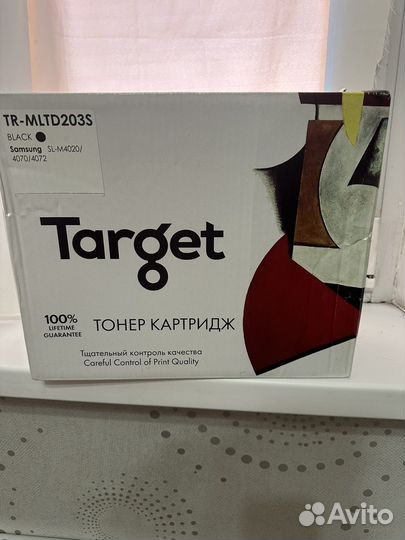 TR-MLTD203S
BLACK
Samsung SL-M4020/
4070/4072
Target
100%
LIFETIME
GUARANTEE
ТОНЕР КАРТРИДЖ
Тщательный контроль качества
Careful Control of Print Quality
Avito